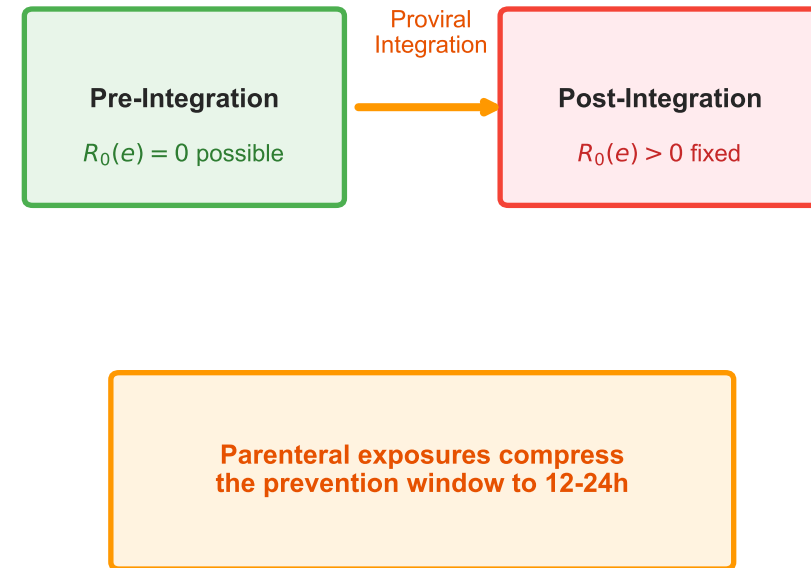 Proviral
Integration
Pre-Integration
R₀(e) = 0 possible
Post-Integration
R₀(e) > 0 fixed
Parenteral exposures compress
the prevention window to 12-24h